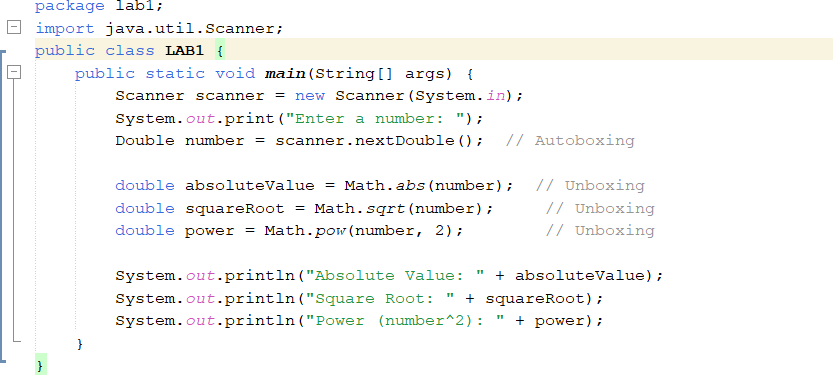 package lab1;
import java.util.Scanner;
public class LAB1 {
    public static void main(String[] args) {
        Scanner scanner = new Scanner(System.in);
        System.out.print("Enter a number: ");
        Double number = scanner.nextDouble();  // Autoboxing

        double absoluteValue = Math.abs(number);  // Unboxing
        double squareRoot = Math.sqrt(number);     // Unboxing
        double power = Math.pow(number, 2);        // Unboxing

        System.out.println("Absolute Value: " + absoluteValue);
        System.out.println("Square Root: " + squareRoot);
        System.out.println("Power (number^2): " + power);
    }
}